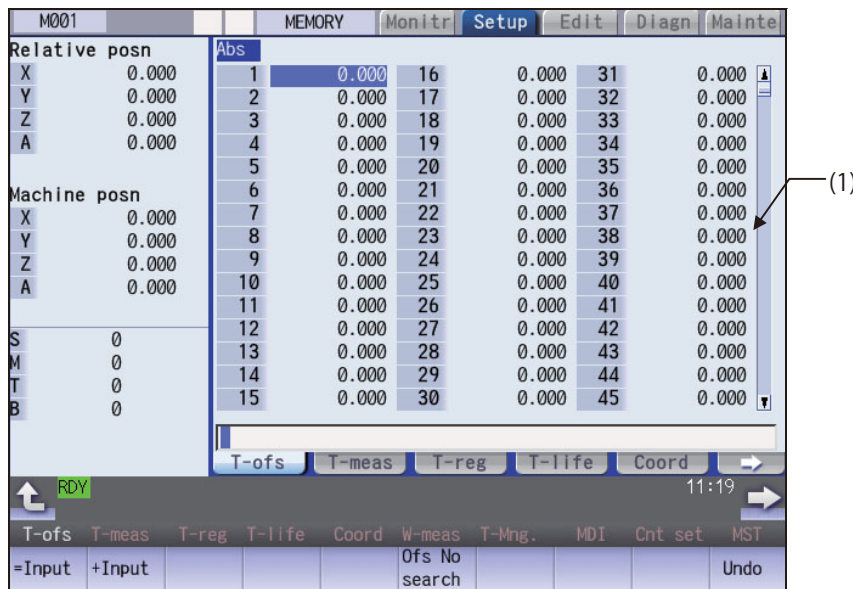 M001 MEMORY Monitr Setup Edit Diagn Mainte
Relative posn
X 0.000
Y 0.000
Z 0.000
A 0.000
Machine posn
X 0.000
Y 0.000
Z 0.000
A 0.000
S 0
M 0
T 0
B 0
Abs
1 0.000 16 0.000 31 0.000
2 0.000 17 0.000 32 0.000
3 0.000 18 0.000 33 0.000
4 0.000 19 0.000 34 0.000
5 0.000 20 0.000 35 0.000
6 0.000 21 0.000 36 0.000
7 0.000 22 0.000 37 0.000
8 0.000 23 0.000 38 0.000
9 0.000 24 0.000 39 0.000
10 0.000 25 0.000 40 0.000
11 0.000 26 0.000 41 0.000
12 0.000 27 0.000 42 0.000
13 0.000 28 0.000 43 0.000
14 0.000 29 0.000 44 0.000
15 0.000 30 0.000 45 0.000
(1)
T-ofs T-meas T-reg T-life Coord
RDY 11:19
T-ofs T-meas T-reg T-life Coord W-meas T-Mng. MDI Cnt set MST
=Input +Input Ofs No search Undo